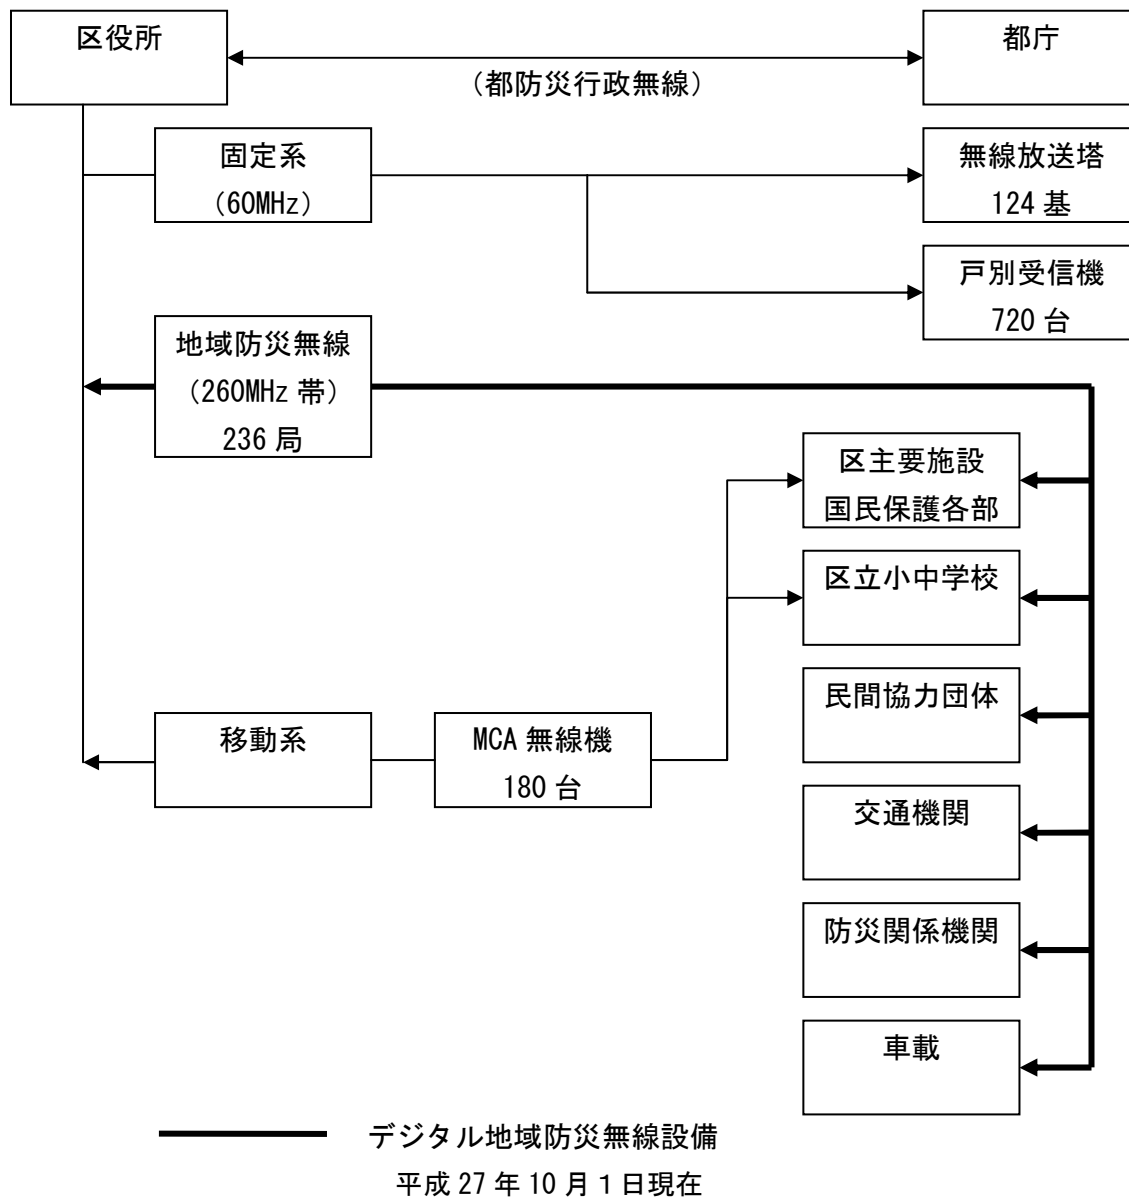 区役所
都庁
(都防災行政無線)
固定系
(60MHz)
無線放送塔
124 基
戸別受信機
720 台
地域防災無線
(260MHz 帯)
236 局
区主要施設
国民保護各部
区立小中学校
民間協力団体
移動系
MCA 無線機
180 台
交通機関
防災関係機関
車載
デジタル地域防災無線設備
平成 27 年 10 月 1 日現在